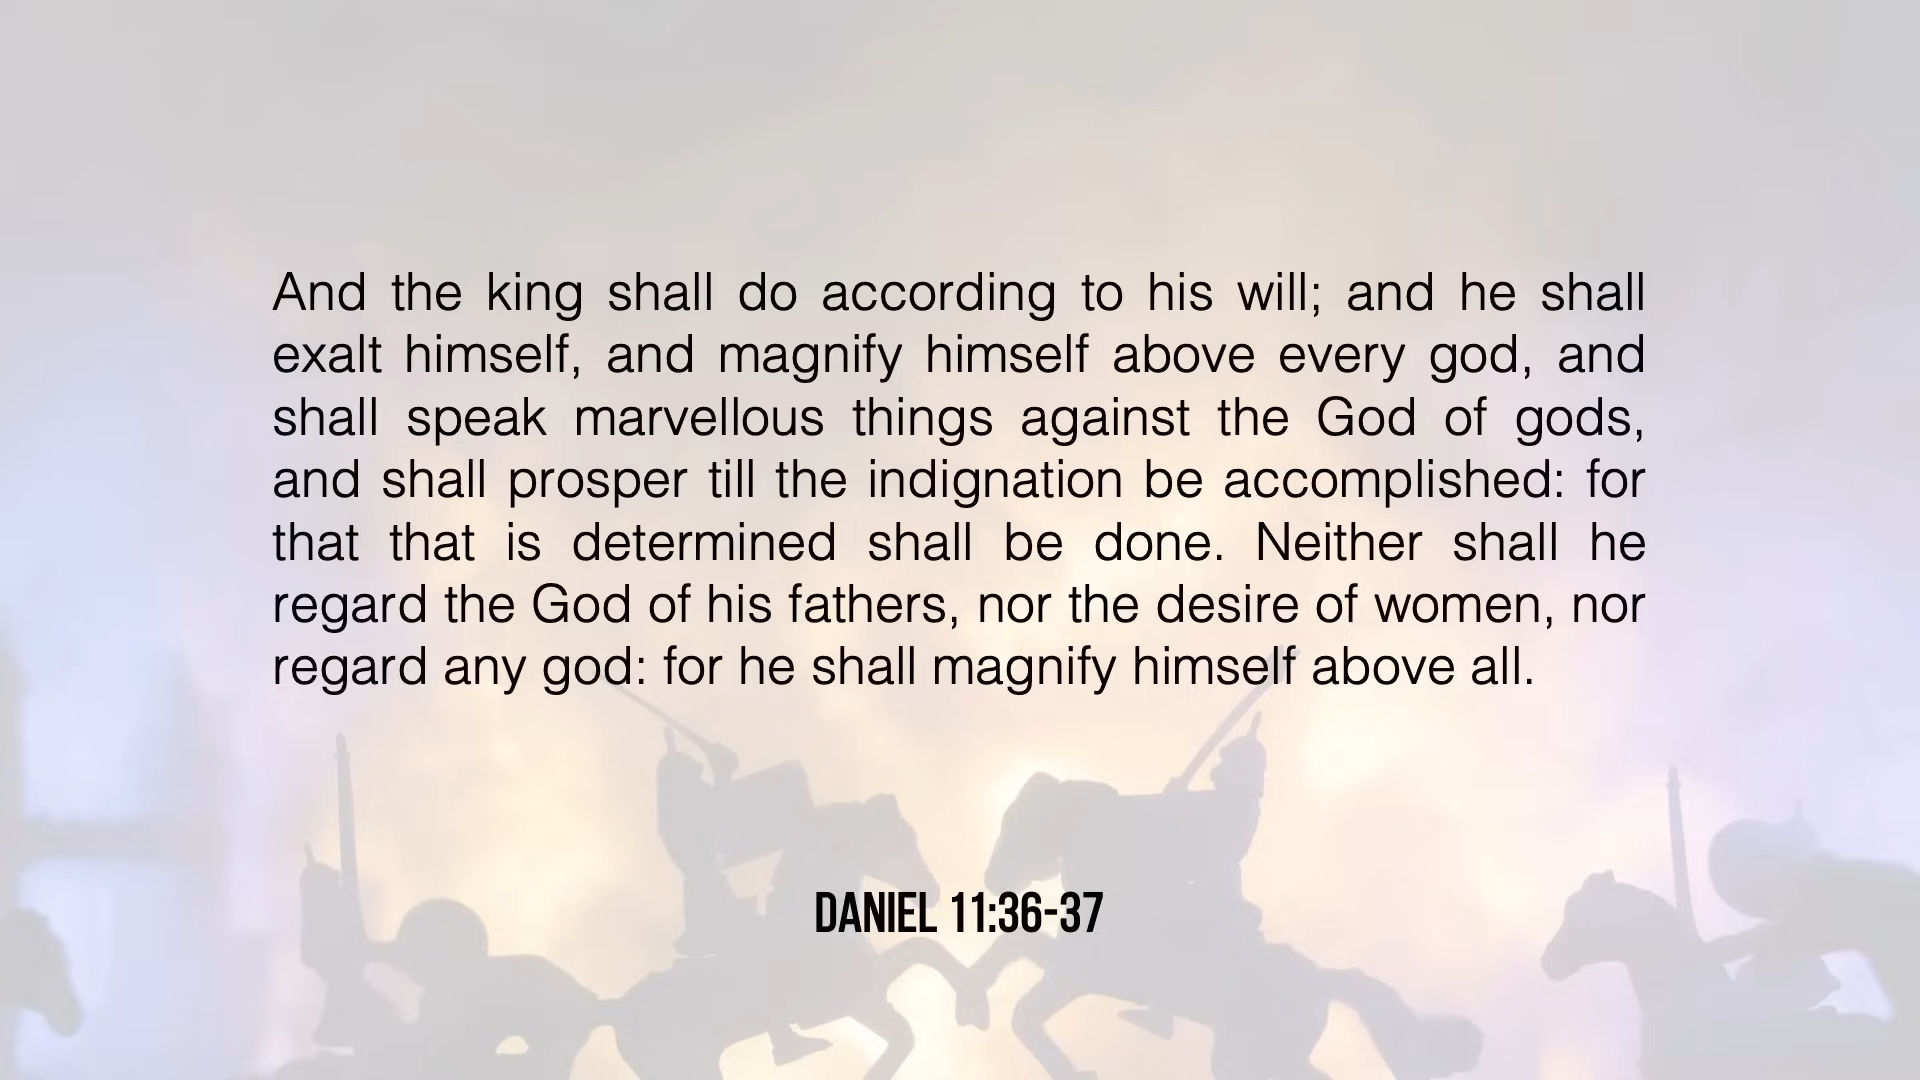 And the king shall do according to his will; and he shall
exalt himself, and magnify himself above every god, and
shall speak marvellous things against the God of gods,
and shall prosper till the indignation be accomplished: for
that that is determined shall be done. Neither shall he
regard the God of his fathers, nor the desire of women, nor
regard any god: for he shall magnify himself above all.
DANIEL 11:36-37